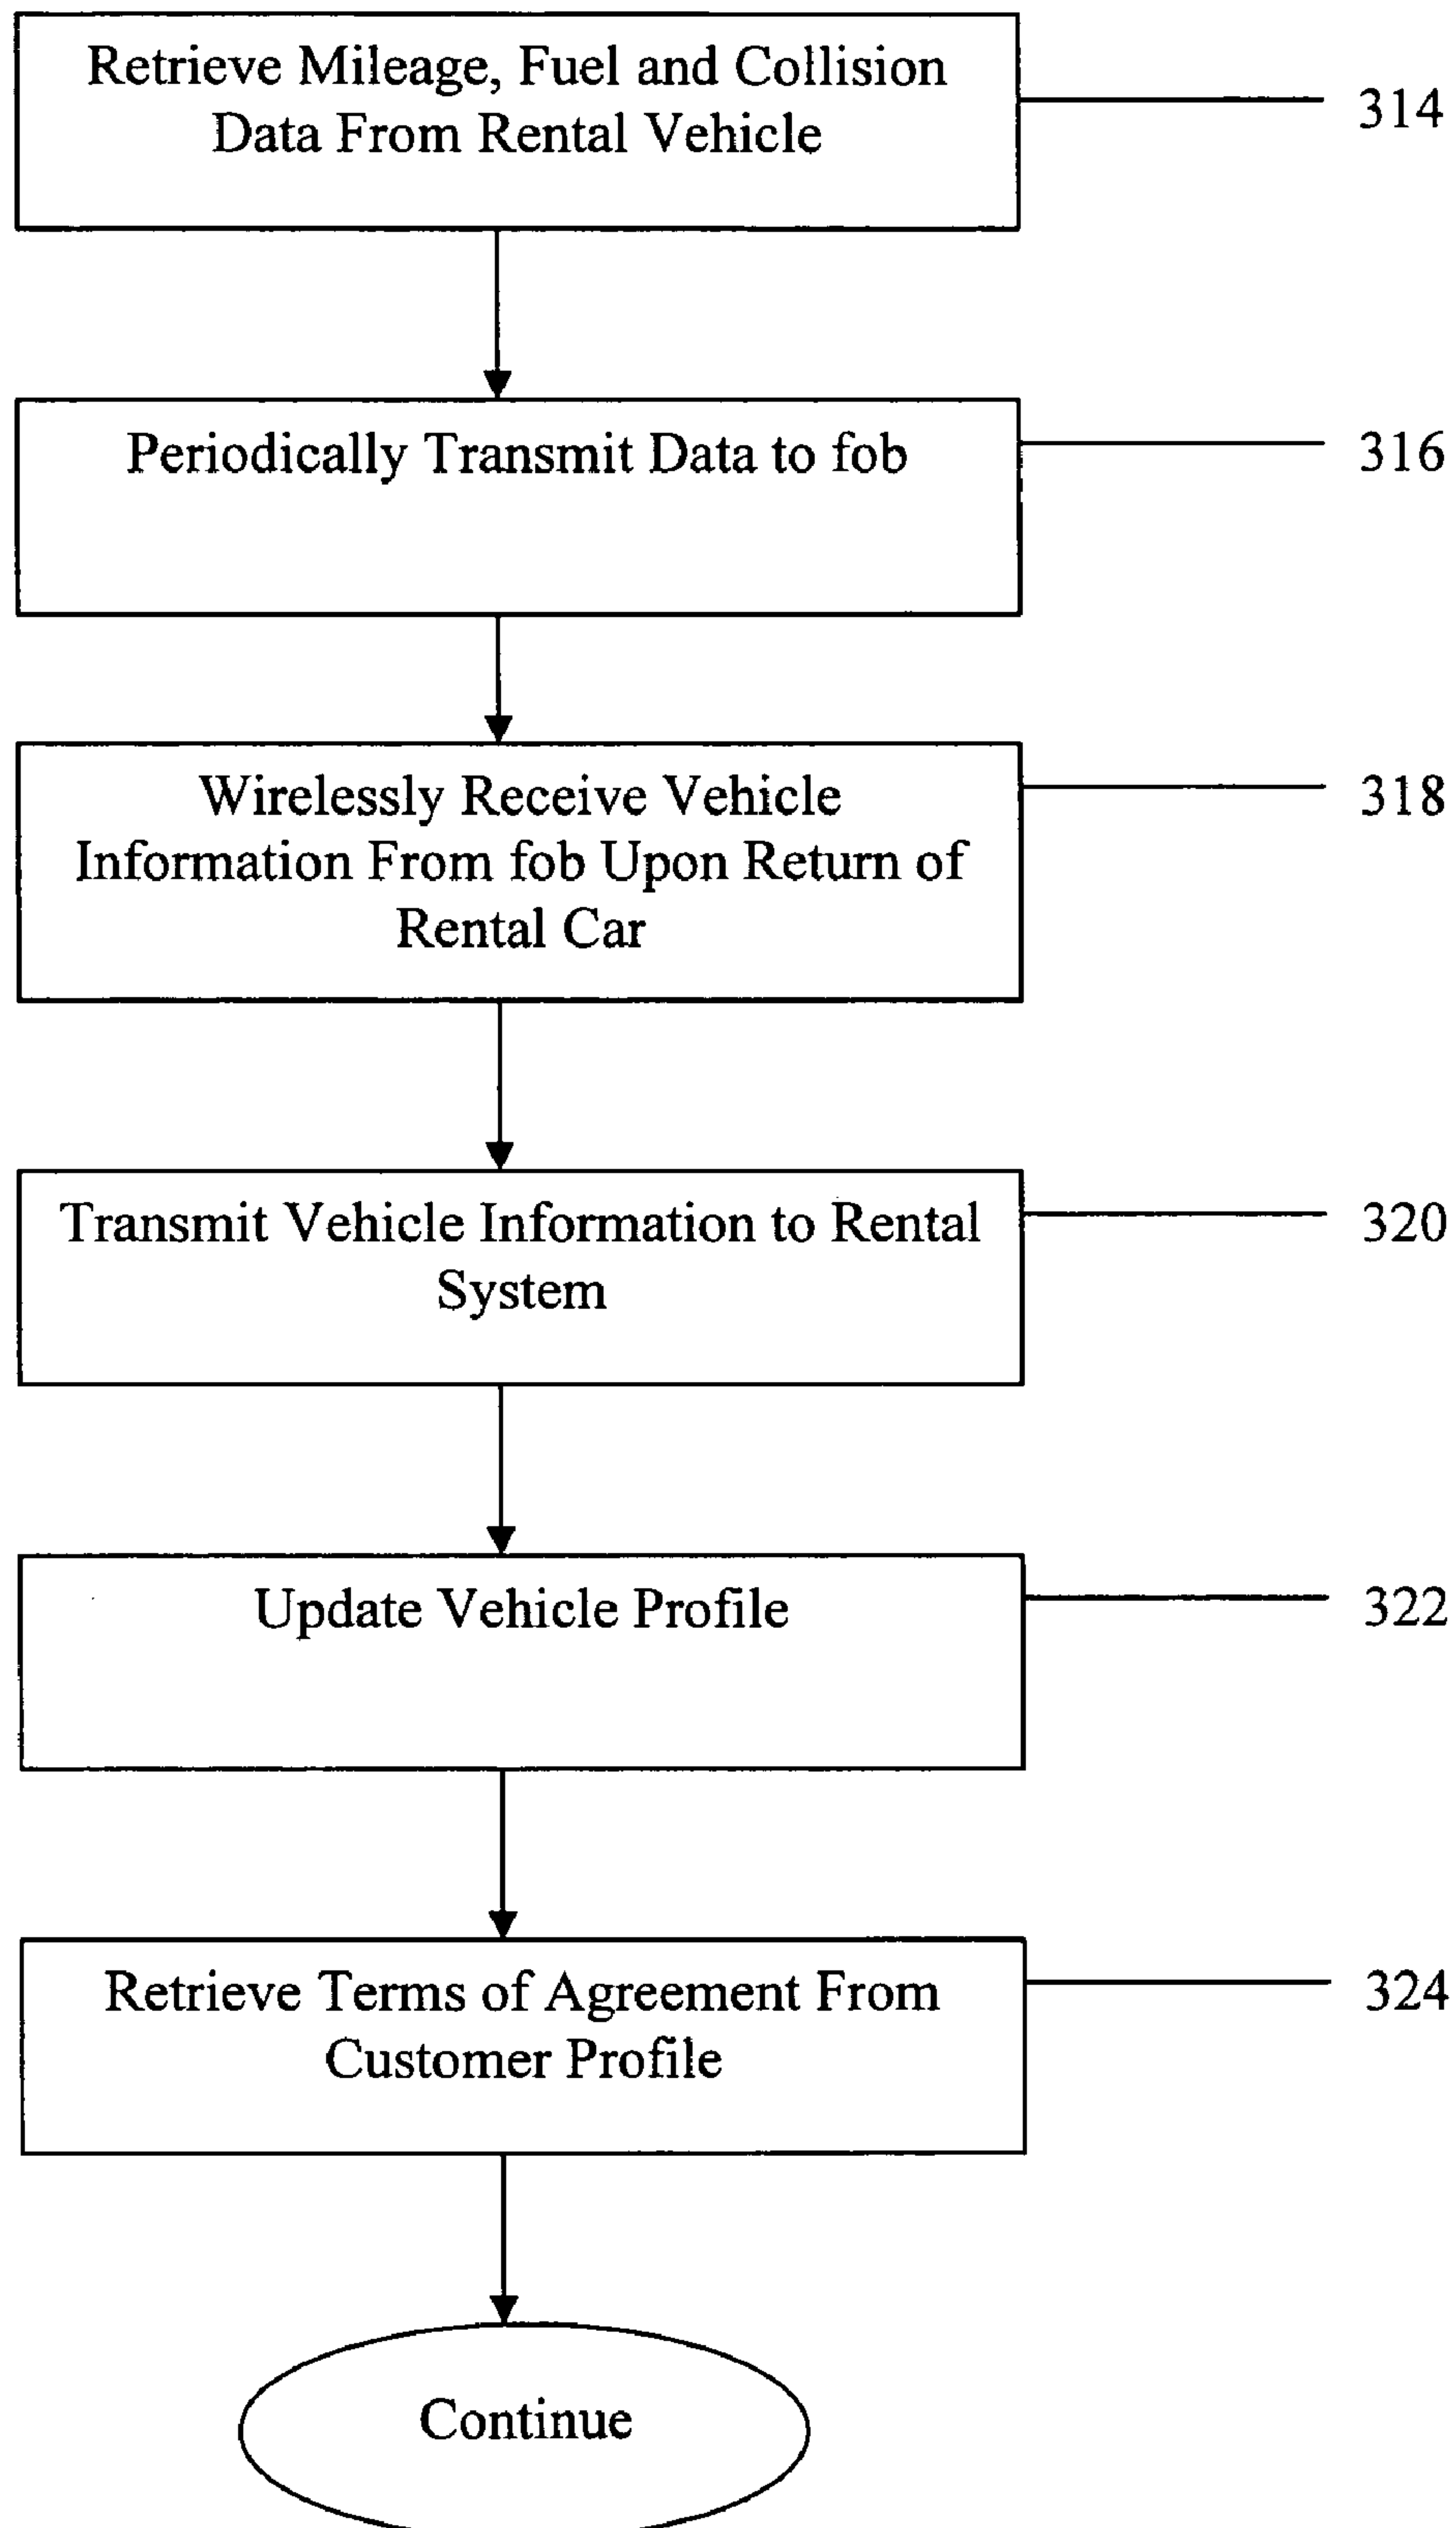 Retrieve Mileage, Fuel and Collision
Data From Rental Vehicle
314
Periodically Transmit Data to fob
316
Wirelessly Receive Vehicle
Information From fob Upon Return of
Rental Car
318
Transmit Vehicle Information to Rental
System
320
Update Vehicle Profile
322
Retrieve Terms of Agreement From
Customer Profile
324
Continue